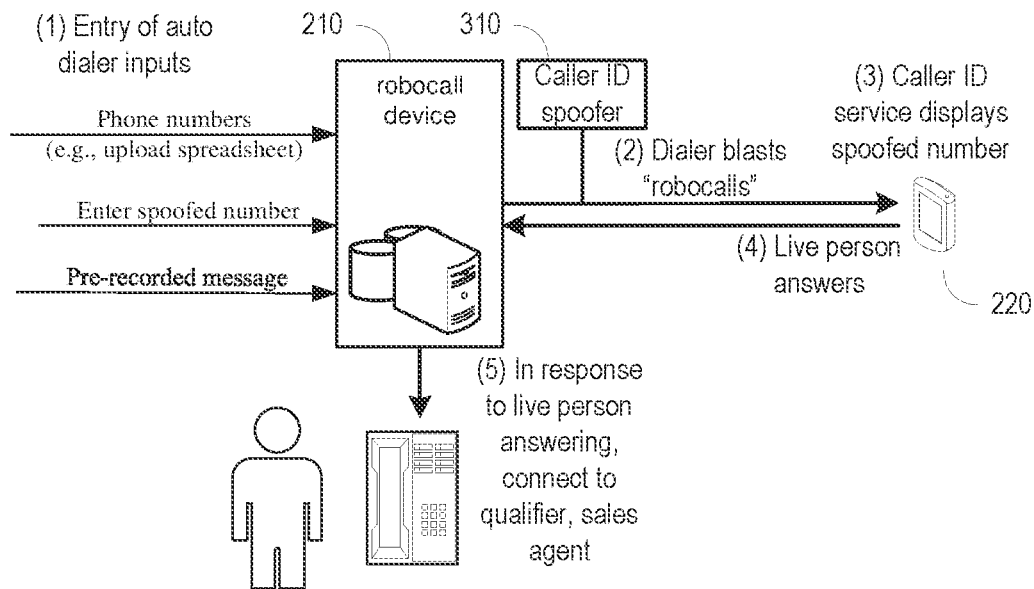 (1) Entry of auto
dialer inputs
210
310
robocall
device
Caller ID
spoofer
(3) Caller ID
service displays
spoofed number
Phone numbers
(e.g., upload spreadsheet)
(2) Dialer blasts
“robocalls”
Enter spoofed number
(4) Live person
answers
Pre-recorded message
220
(5) In response
to live person
answering,
connect to
qualifier, sales
agent